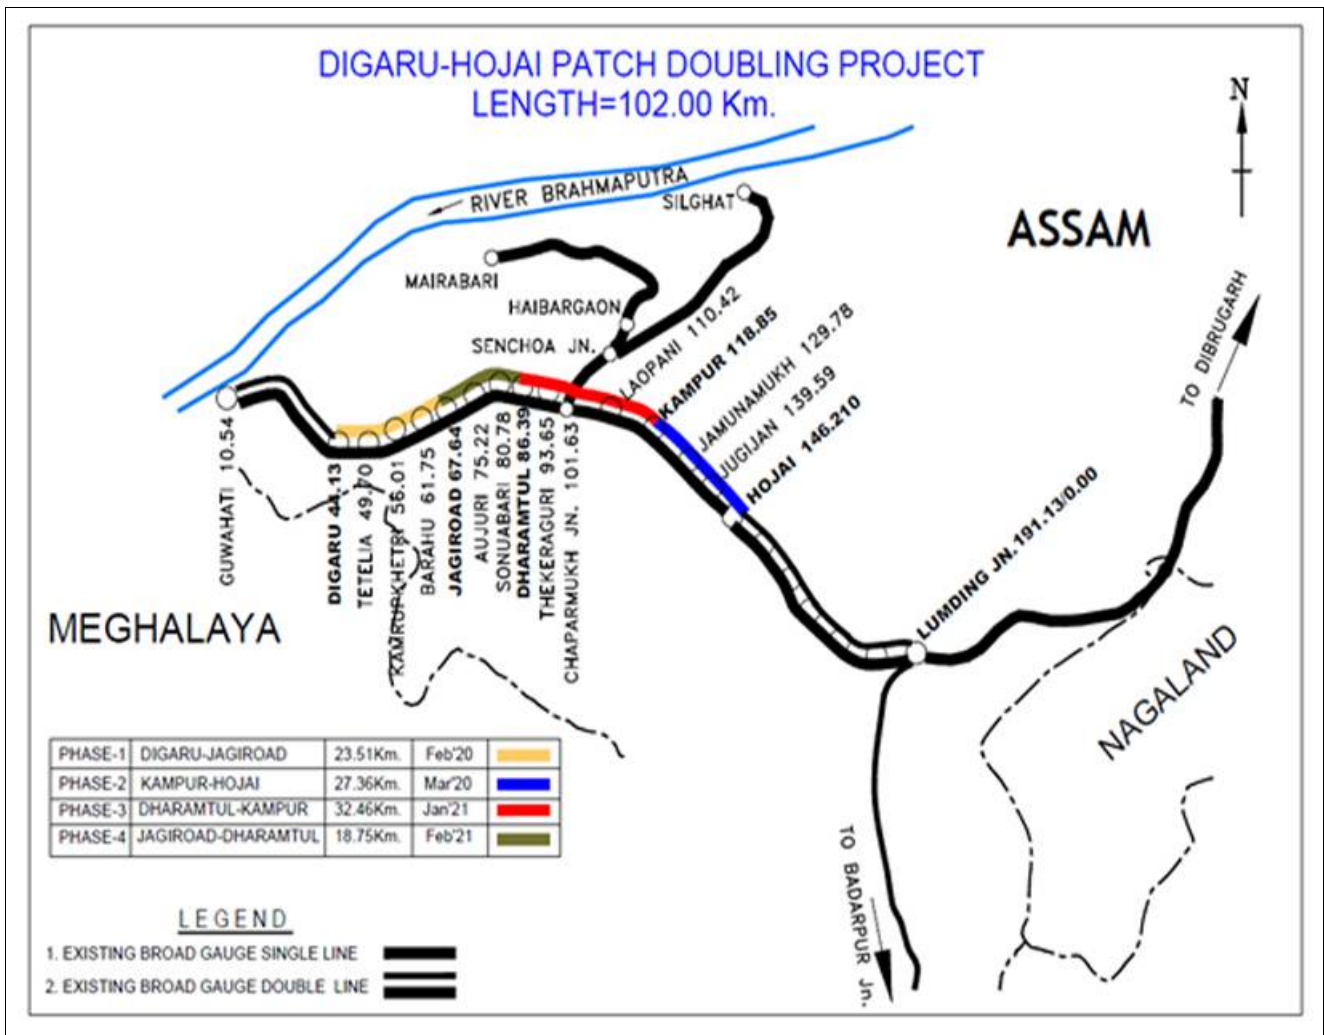 DIGARU-HOJAI PATCH DOUBLING PROJECT
LENGTH=102.00 Km.
N
RIVER BRAHMAPUTRA
SILGHAT
ASSAM
MAIRABARI
HAIBARGAON
SENCHOA JN.
LAOPANI 110.42
KAMPUR 118.85
JAMUNAMUKH 129.78
JUGIJAN 139.59
HOJAI 146.210
TO DIBRUGARH
GUWAHATI 10.54
DIGARU 44.13
TETELIA 49.70
KAMRUPKHETRI 56.01
BARAHU 61.75
JAGIROAD 67.64
AUJURI 75.22
SONUABARI 80.78
DHARAMTUL 86.39
THEKERAGURI 93.65
CHAPARMUKH JN. 101.63
LUMDING JN. 191.13/0.00
MEGHALAYA
NAGALAND
PHASE-1 DIGARU-JAGIROAD 23.51Km. Feb'20
PHASE-2 KAMPUR-HOJAI 27.36Km. Mar'20
PHASE-3 DHARAMTUL-KAMPUR 32.46Km. Jan'21
PHASE-4 JAGIROAD-DHARAMTUL 18.75Km. Feb'21
TO BADARPUR Jn.
LEGEND
1. EXISTING BROAD GAUGE SINGLE LINE
2. EXISTING BROAD GAUGE DOUBLE LINE